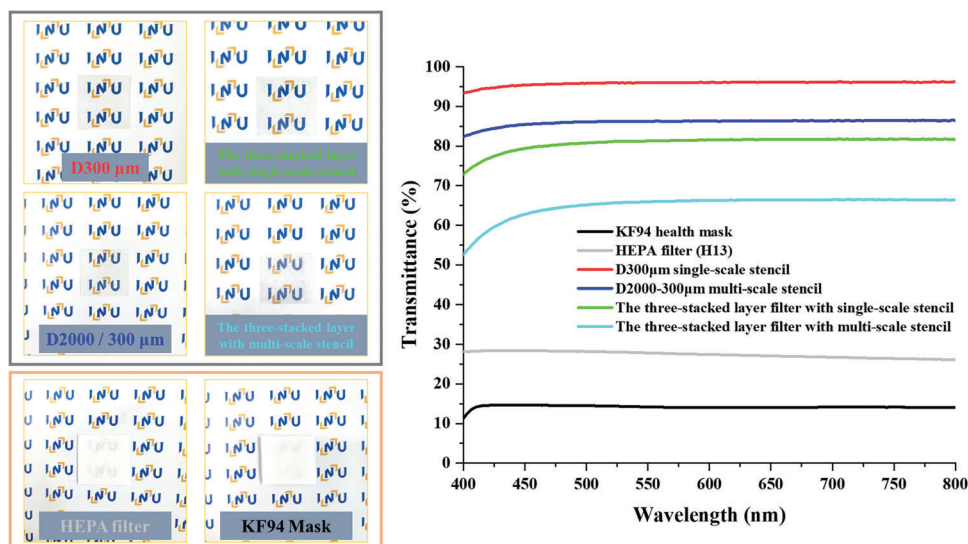 D300 μm
The three-stacked layer
with single-scale stencil
D2000 / 300 μm
The three-stacked layer
with multi-scale stencil
HEPA filter
KF94 Mask
100
90
80
70
60
50
40
30
20
10
0
Transmittance (%)
KF94 health mask
HEPA filter (H13)
D300μm single-scale stencil
D2000-300μm multi-scale stencil
The three-stacked layer filter with single-scale stencil
The three-stacked layer filter with multi-scale stencil
400 450 500 550 600 650 700 750 800
Wavelength (nm)